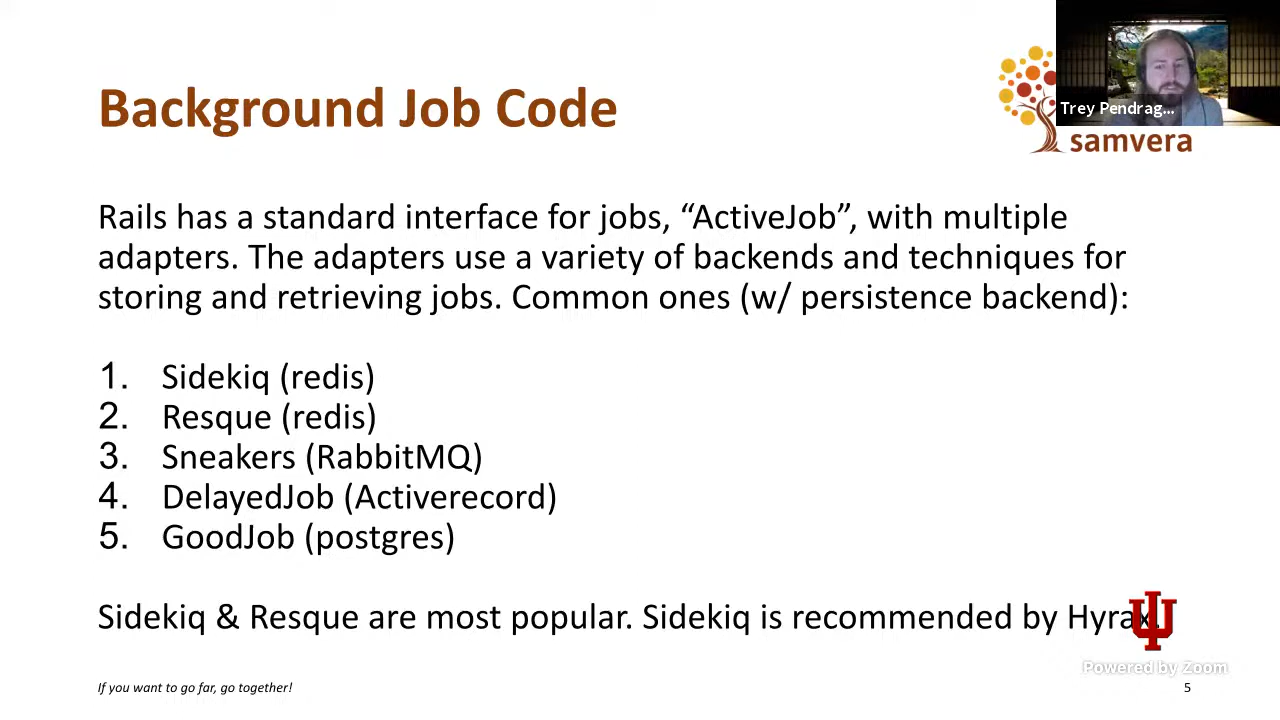 Background Job Code
Trey Pendrag...
samvera
Rails has a standard interface for jobs, “ActiveJob”, with multiple
adapters. The adapters use a variety of backends and techniques for
storing and retrieving jobs. Common ones (w/ persistence backend):
1. Sidekiq (redis)
2. Resque (redis)
3. Sneakers (RabbitMQ)
4. DelayedJob (Activerecord)
5. GoodJob (postgres)
Sidekiq & Resque are most popular. Sidekiq is recommended by Hyrax.
Powered by Zoom
If you want to go far, go together!
5